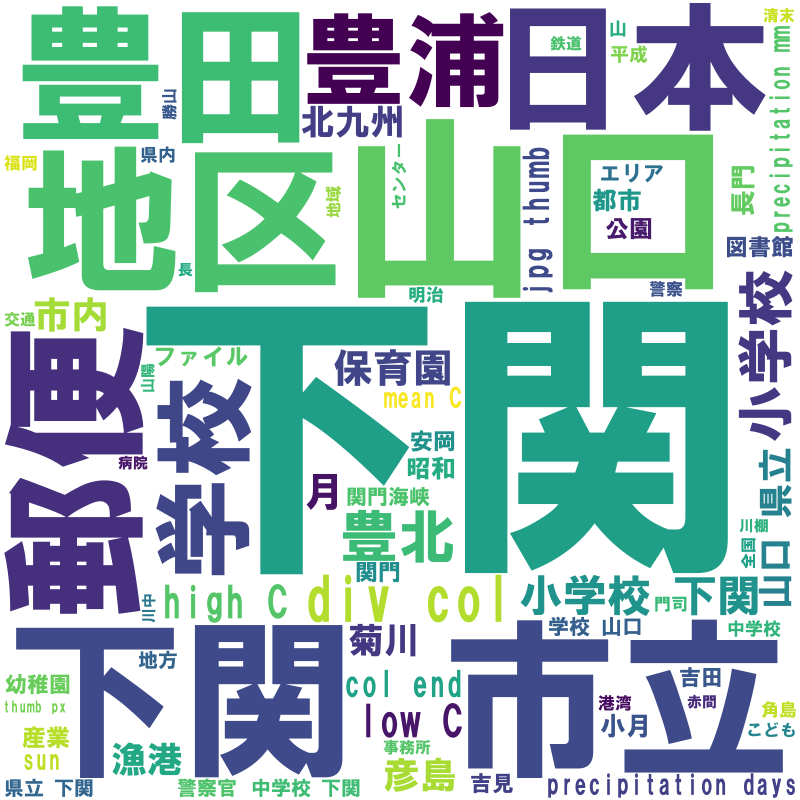 豊田
豊浦
日本
清末
山
鉄道
平成
precipitation mm
勝山
北九州
県内
福岡
地区
山口
地域
センター
jpg thumb
エリア
都市
公園
長門
図書館
長
明治
警察
交通
市内
下関
郵便
ファイル
山陽
学校
保育園
mean C
小学校
病院
安岡
昭和
月
関門海峡
県立
山口
川棚
全国
豊北
関門
川中
high C
div col
小学校
門司
下関
下関
市立
地方
菊川
学校 山口
中学校
幼稚園
thumb px
col end
吉田
港湾
赤間
角島
low C
小月
こども
産業
sun
漁港
事務所
彦島
吉見
県立 下関
警察官
中学校 下関
precipitation days